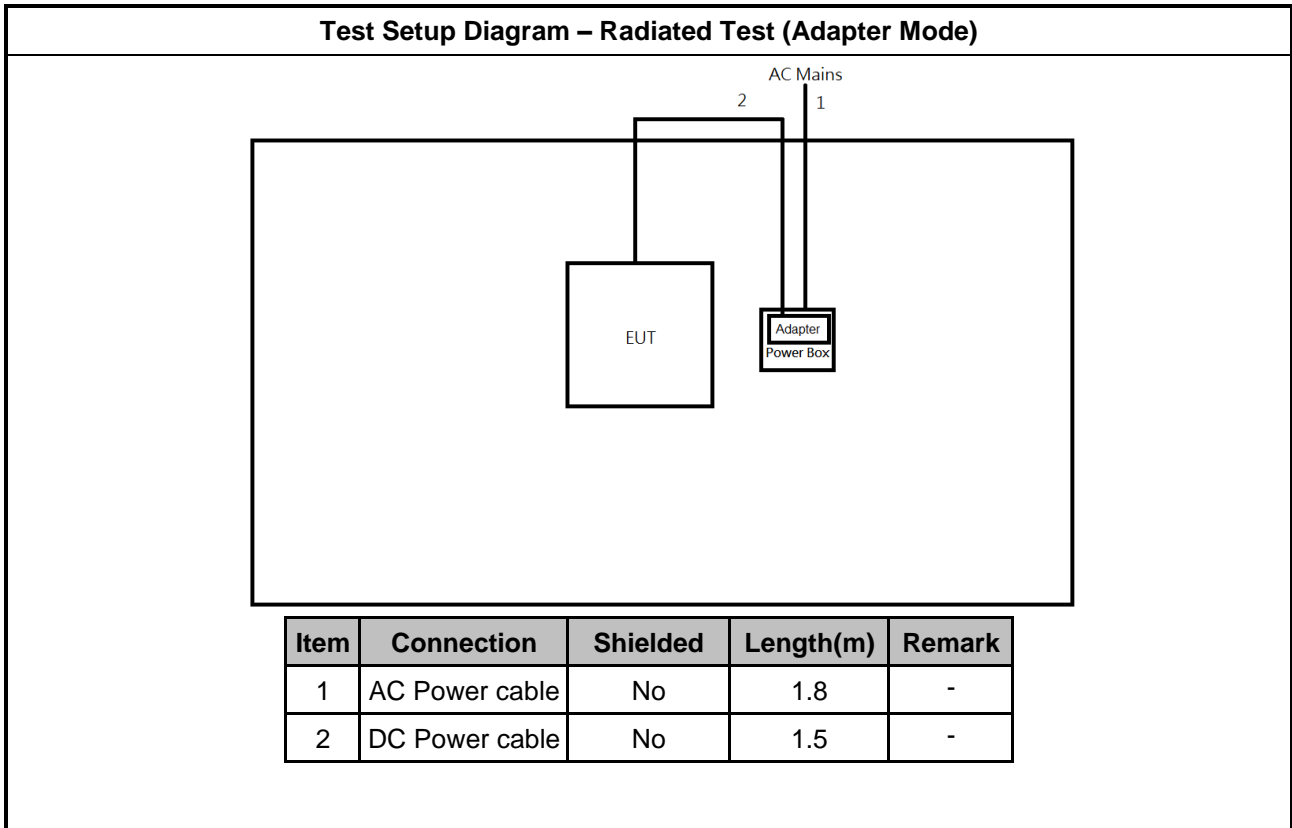 Test Setup Diagram – Radiated Test (Adapter Mode)
AC Mains
2 1
EUT
Adapter
Power Box
Item Connection Shielded Length(m) Remark
1 AC Power cable No 1.8 -
2 DC Power cable No 1.5 -